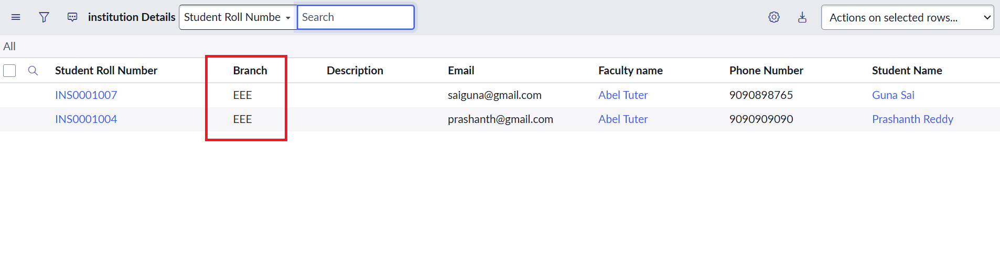 institution Details Student Roll Numbe Search Actions on selected rows...
All
Student Roll Number Branch Description Email Faculty name Phone Number Student Name
INS0001007 EEE saiguna@gmail.com Abel Tuter 9090898765 Guna Sai
INS0001004 EEE prashanth@gmail.com Abel Tuter 9090909090 Prashanth Reddy